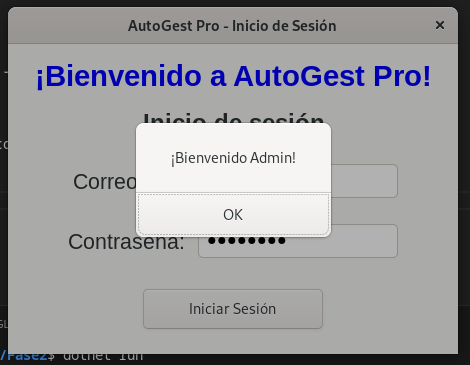 AutoGest Pro - Inicio de Sesión
¡Bienvenido a AutoGest Pro!
Inicio de sesión
¡Bienvenido Admin!
Correo
OK
Contraseña:
Iniciar Sesión
/Fase2$ dotnet run